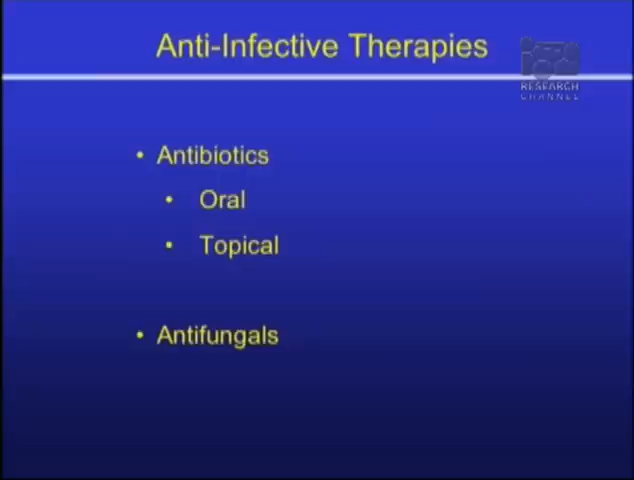 Anti-Infective Therapies
RESEARCH
CHANNEL
• Antibiotics
• Oral
• Topical
• Antifungals